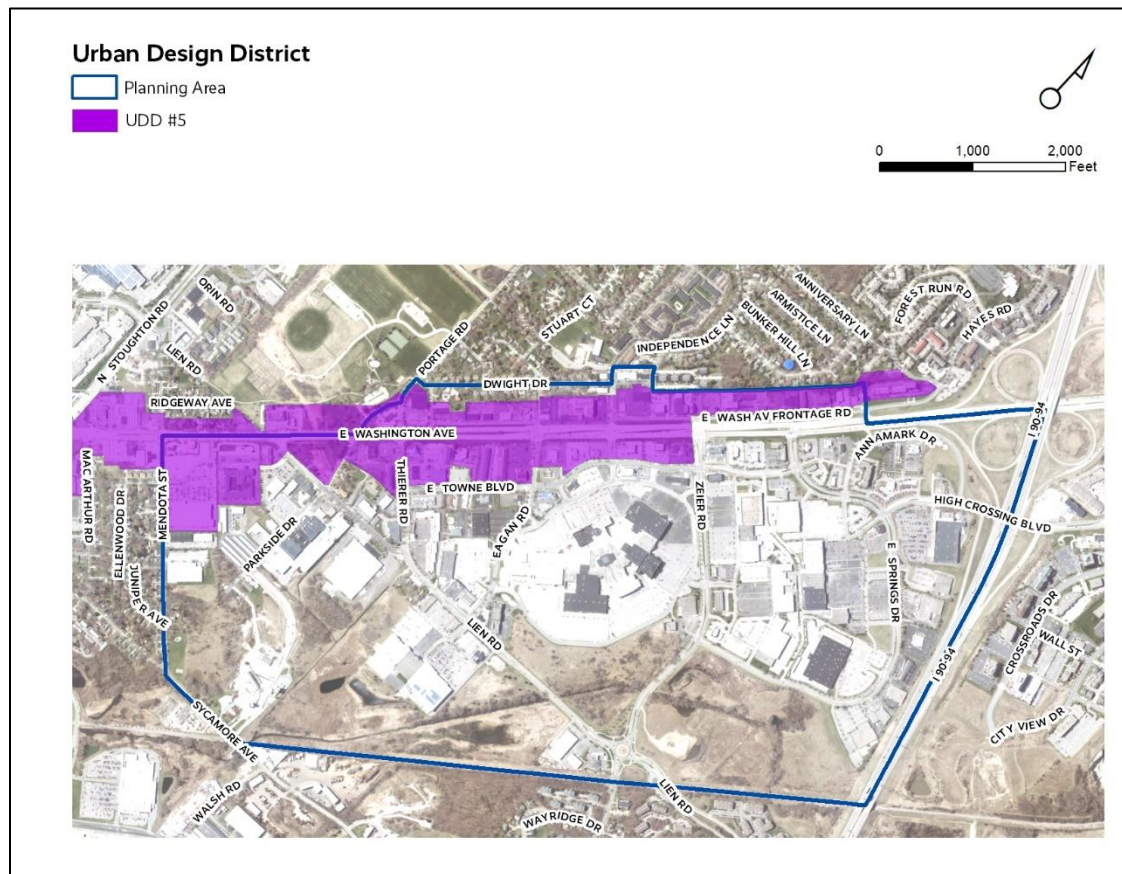 Urban Design District
Planning Area
UDD #5
0 1,000 2,000
Feet
N STOUGHTON RD
ORIN RD
LIEN RD
RIDGEWAY AVE
PORTAGE RD
STUART CT
DWIGHT DR
INDEPENDENCE LN
BUNKER HILL LN
ARMISTICE LN
ANNIVERSARY LN
FOREST RUN RD
HAYES RD
E WASHINGTON AVE
E WASH AV FRONTAGE RD
I 90-94
MAC ARTHUR RD
ELLENWOOD DR
JUNIPER AVE
MENDOTA ST
PARKSIDE DR
THIERER RD
E TOWNE BLVD
EAGAN RD
ZEIER RD
ANNAMARK DR
HIGH CROSSING BLVD
E SPRINGS DR
LIEN RD
I 90-94
CROSSROADS DR
WALL ST
CITY VIEW DR
SYCAMORE AVE
WALSH RD
WAYRIDGE DR
LIEN RD